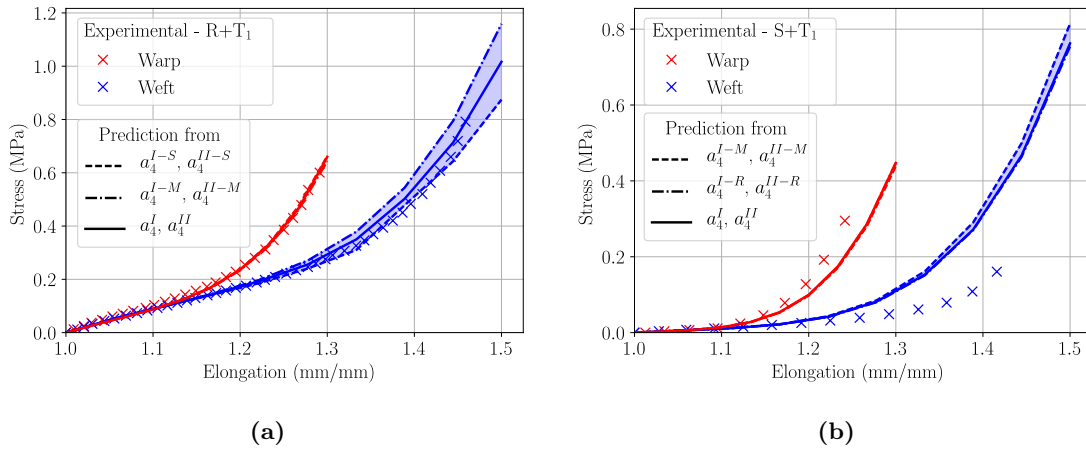 Experimental - R+T₁
Warp
Weft
Prediction from
a₄^{I−S}, a₄^{II−S}
a₄^{I−M}, a₄^{II−M}
a₄^{I}, a₄^{II}
Stress (MPa)
1.2
1.0
0.8
0.6
0.4
0.2
0.0
1.0 1.1 1.2 1.3 1.4 1.5
Elongation (mm/mm)
(a)
Experimental - S+T₁
Warp
Weft
Prediction from
a₄^{I−M}, a₄^{II−M}
a₄^{I−R}, a₄^{II−R}
a₄^{I}, a₄^{II}
Stress (MPa)
0.8
0.6
0.4
0.2
0.0
1.0 1.1 1.2 1.3 1.4 1.5
Elongation (mm/mm)
(b)